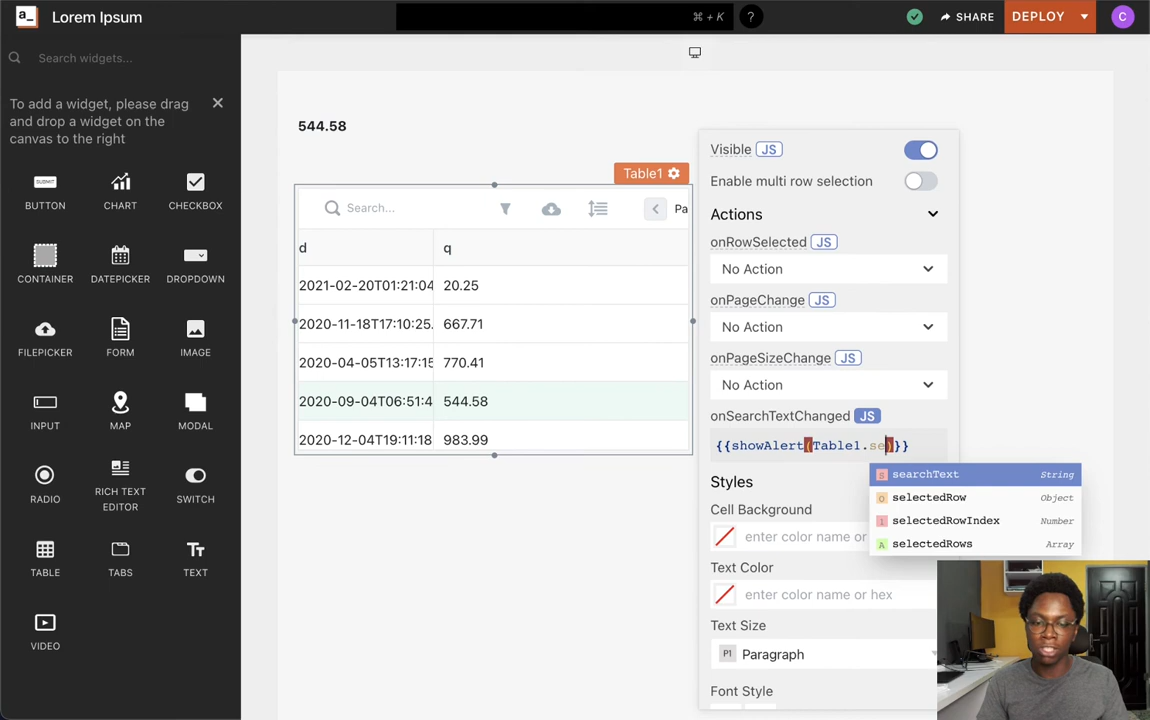 a_
Lorem Ipsum
⌘ + K
?
SHARE
DEPLOY
C
Search widgets...
To add a widget, please drag
and drop a widget on the
canvas to the right
SUBMIT
BUTTON
CHART
CHECKBOX
CONTAINER
DATEPICKER
DROPDOWN
FILEPICKER
FORM
IMAGE
INPUT
MAP
MODAL
RADIO
RICH TEXT
EDITOR
SWITCH
TABLE
TABS
Tт
TEXT
VIDEO
544.58
Table1
Search...
Pa
d
q
2021-02-20T01:21:04
20.25
2020-11-18T17:10:25.
667.71
2020-04-05T13:17:15
770.41
2020-09-04T06:51:4
544.58
2020-12-04T19:11:18
983.99
Visible
JS
Enable multi row selection
Actions
onRowSelected
JS
No Action
onPageChange
JS
No Action
onPageSizeChange
JS
No Action
onSearchTextChanged
JS
{{showAlert(Table1.se)}}
S
searchText
String
O
selectedRow
Object
1
selectedRowIndex
Number
A
selectedRows
Array
Styles
Cell Background
enter color name or
Text Color
enter color name or hex
Text Size
P1
Paragraph
Font Style